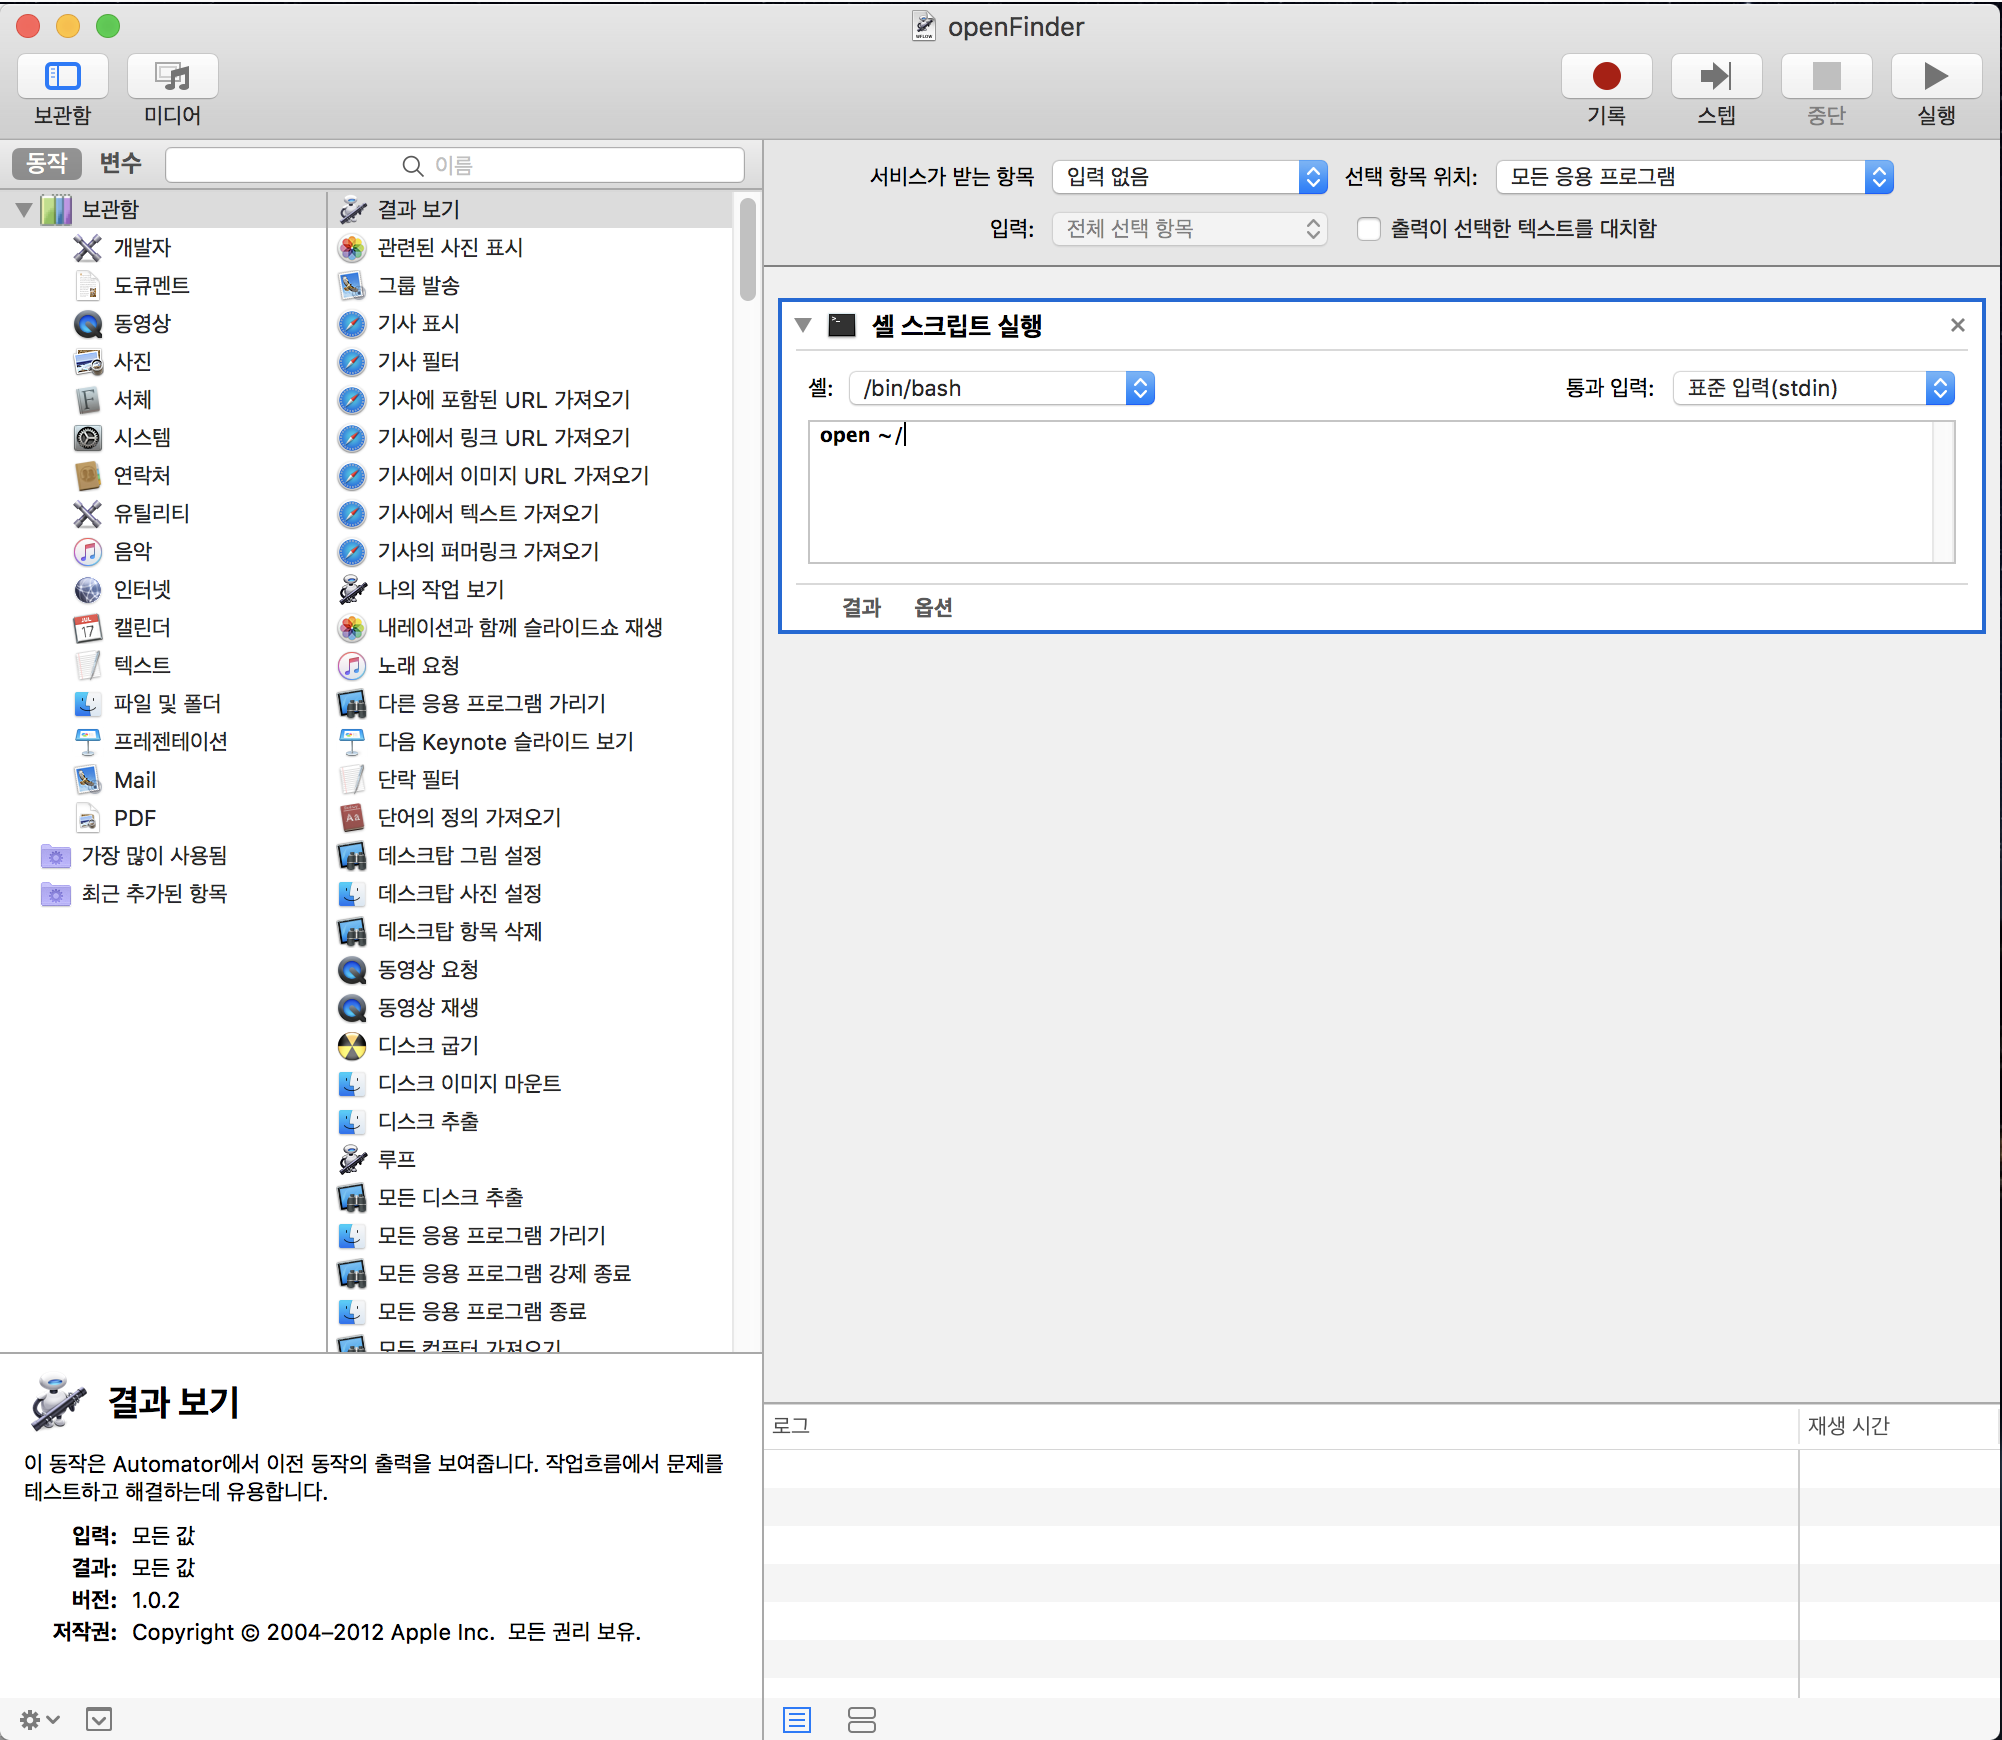 openFinder
보관함
미디어
기록
스텝
중단
실행
동작
변수
이름
보관함
개발자
도큐멘트
동영상
사진
서체
시스템
연락처
유틸리티
음악
인터넷
캘린더
텍스트
파일 및 폴더
프레젠테이션
Mail
PDF
가장 많이 사용됨
최근 추가된 항목
결과 보기
관련된 사진 표시
그룹 발송
기사 표시
기사 필터
기사에 포함된 URL 가져오기
기사에서 링크 URL 가져오기
기사에서 이미지 URL 가져오기
기사에서 텍스트 가져오기
기사의 퍼머링크 가져오기
나의 작업 보기
내레이션과 함께 슬라이드쇼 재생
노래 요청
다른 응용 프로그램 가리기
다음 Keynote 슬라이드 보기
단락 필터
단어의 정의 가져오기
데스크탑 그림 설정
데스크탑 사진 설정
데스크탑 항목 삭제
동영상 요청
동영상 재생
디스크 굽기
디스크 이미지 마운트
디스크 추출
루프
모든 디스크 추출
모든 응용 프로그램 가리기
모든 응용 프로그램 강제 종료
모든 응용 프로그램 종료
모든 컴퓨터 가져오기
결과 보기
이 동작은 Automator에서 이전 동작의 출력을 보여줍니다. 작업흐름에서 문제를
테스트하고 해결하는데 유용합니다.
입력: 모든 값
결과: 모든 값
버전: 1.0.2
저작권: Copyright © 2004–2012 Apple Inc. 모든 권리 보유.
서비스가 받는 항목 입력 없음 선택 항목 위치: 모든 응용 프로그램
입력: 전체 선택 항목 출력이 선택한 텍스트를 대치함
셸 스크립트 실행
셸: /bin/bash 통과 입력: 표준 입력(stdin)
open ~/
결과 옵션
로그 재생 시간